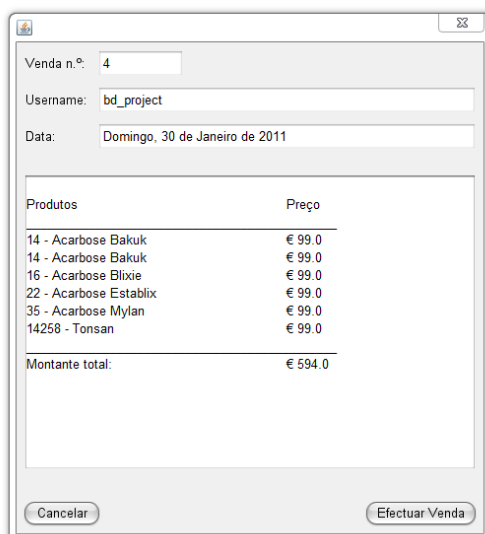 Venda n.º: 4
Username: bd_project
Data: Domingo, 30 de Janeiro de 2011
Produtos Preço
14 - Acarbose Bakuk € 99.0
14 - Acarbose Bakuk € 99.0
16 - Acarbose Blixie € 99.0
22 - Acarbose Establix € 99.0
35 - Acarbose Mylan € 99.0
14258 - Tonsan € 99.0
Montante total: € 594.0
Cancelar Efectuar Venda